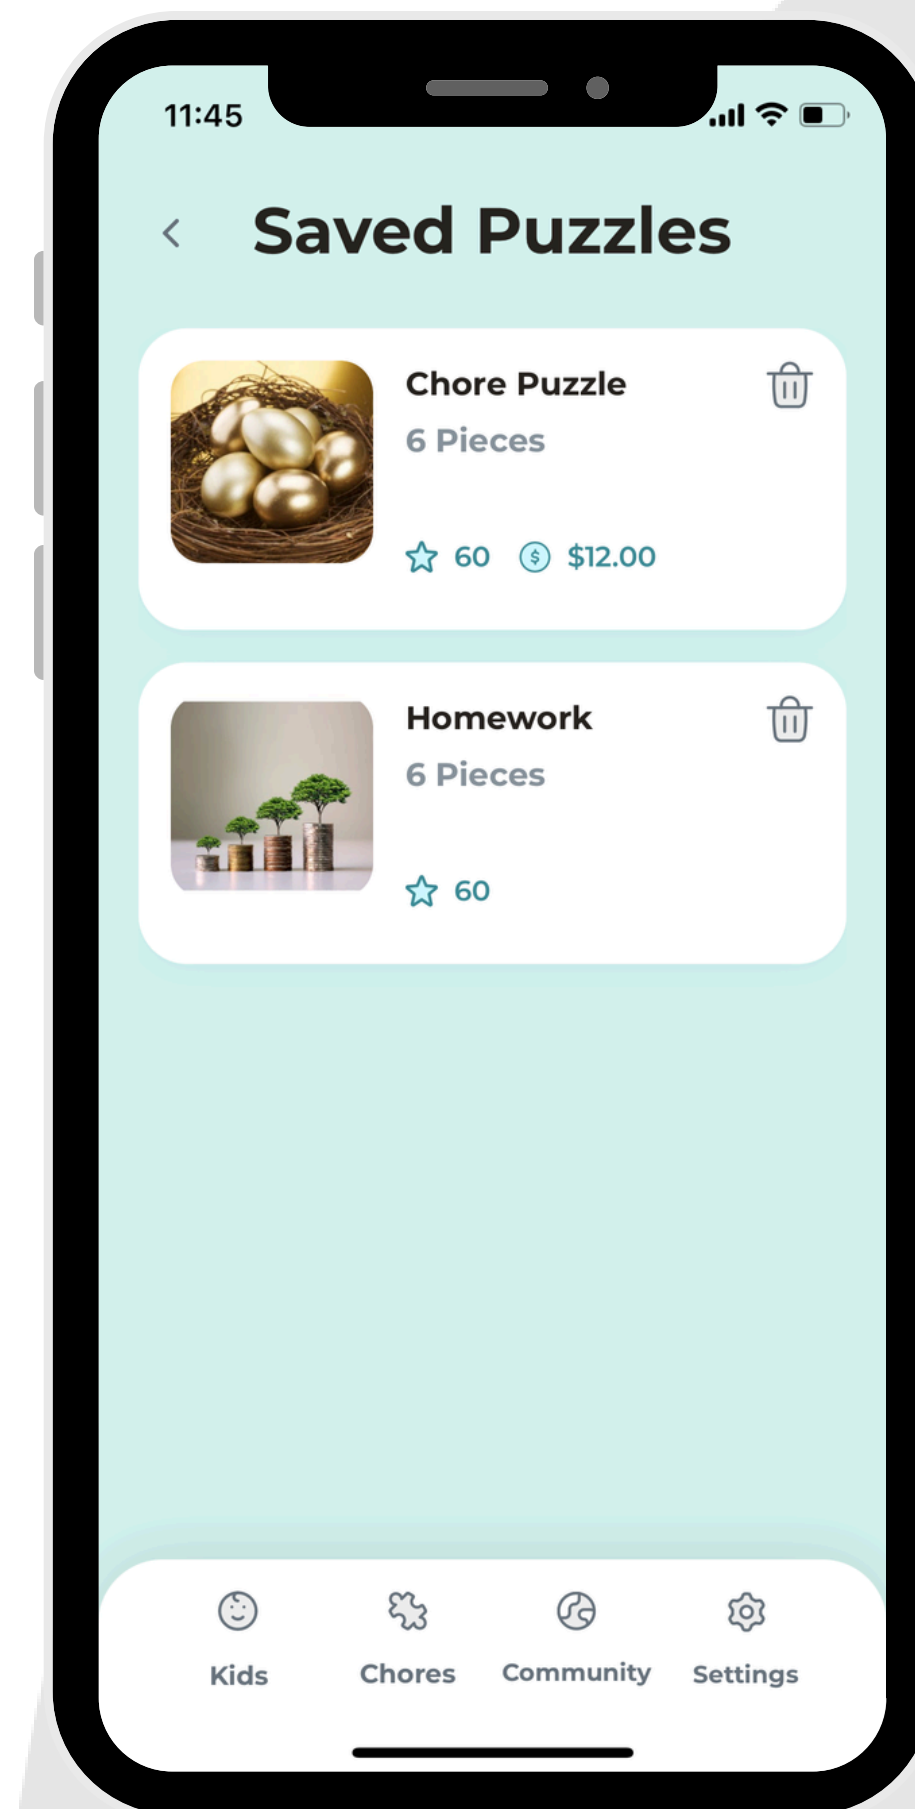 11:45
Saved Puzzles
Chore Puzzle
6 Pieces
60 $ $12.00
Homework
6 Pieces
60
Kids Chores Community Settings